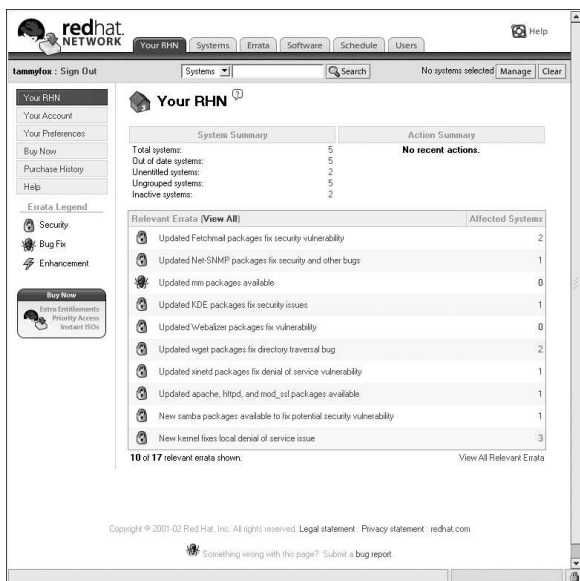 redhat.
NETWORK
Your RHN Systems Errata Software Schedule Users
Help
tammyfox : Sign Out Systems Search No systems selected Manage Clear
Your RHN
Your Account
Your Preferences
Buy Now
Purchase History
Help
Errata Legend
Security
Bug Fix
Enhancement
Buy Now
Extra Entitlements
Priority Access
Instant ISOs
Your RHN ?
System Summary
Total systems: 5
Out of date systems: 5
Unentitled systems: 2
Ungrouped systems: 5
Inactive systems: 2
Action Summary
No recent actions.
Relevant Errata (View All) Affected Systems
Updated Fetchmail packages fix security vulnerability 2
Updated Net-SNMP packages fix security and other bugs 1
Updated mm packages available 0
Updated KDE packages fix security issues 1
Updated Webalizer packages fix vulnerability 0
Updated wget packages fix directory traversal bug 2
Updated xinetd packages fix denial of service vulnerability 1
Updated apache, httpd, and mod_ssl packages available 1
New samba packages available to fix potential security vulnerability 1
New kernel fixes local denial of service issue 3
10 of 17 relevant errata shown. View All Relevant Errata
Copyright © 2001-02 Red Hat, Inc. All rights reserved. Legal statement : Privacy statement : redhat.com
Something wrong with this page? Submit a bug report.